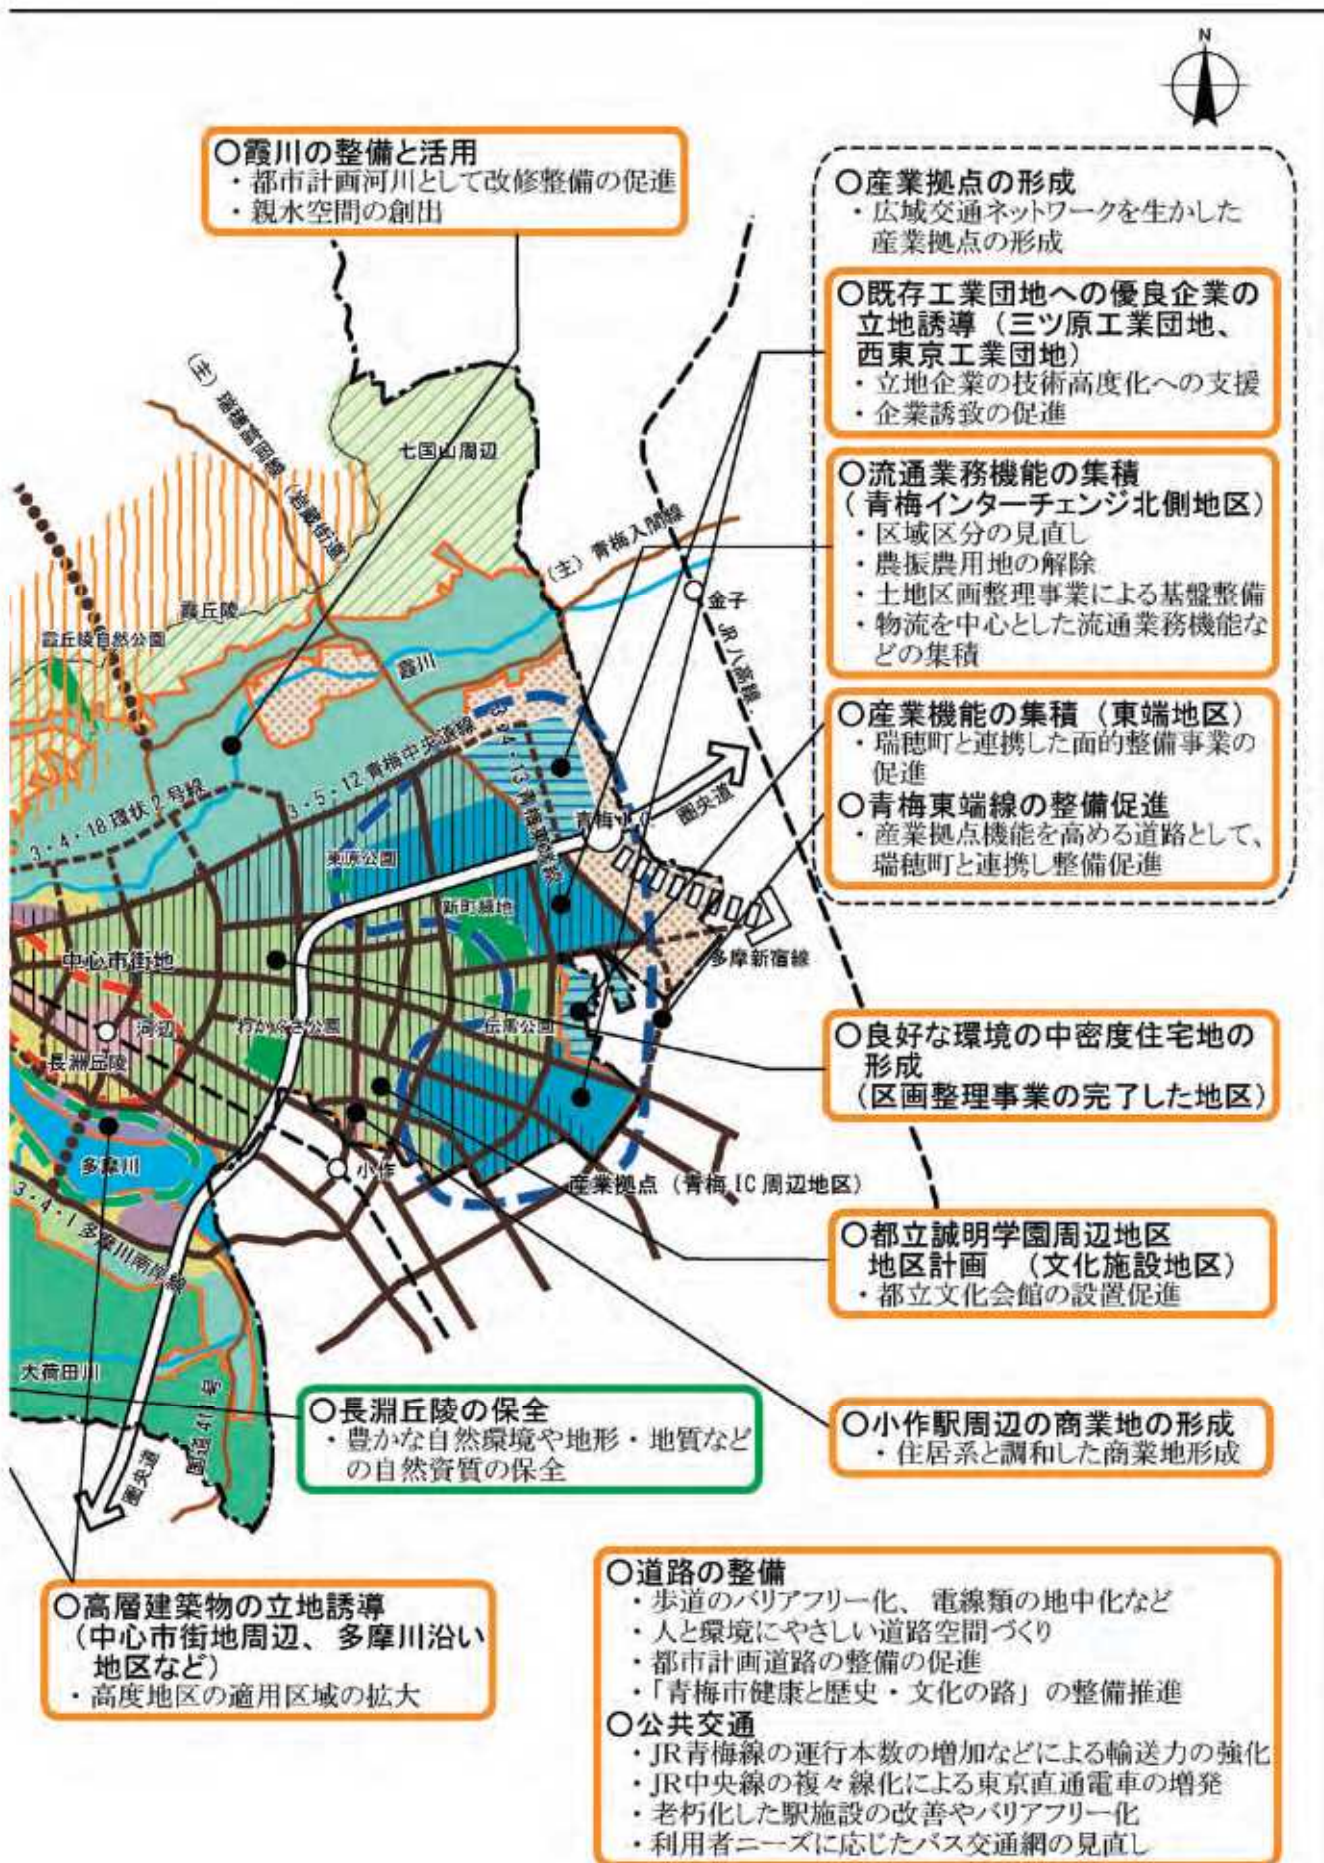 N
○霞川の整備と活用
・都市計画河川として改修整備の促進
・親水空間の創出
○産業拠点の形成
・広域交通ネットワークを生かした
産業拠点の形成
○既存工業団地への優良企業の
立地誘導（三ツ原工業団地、
西東京工業団地）
・立地企業の技術高度化への支援
・企業誘致の促進
○流通業務機能の集積
（青梅インターチェンジ北側地区）
・区域区分の見直し
・農振農用地の解除
・土地区画整理事業による基盤整備
・物流を中心とした流通業務機能な
どの集積
○産業機能の集積（東端地区）
・瑞穂町と連携した面的整備事業の
促進
○青梅東端線の整備促進
・産業拠点機能を高める道路として、
瑞穂町と連携し整備促進
○良好な環境の中密度住宅地の
形成
（区画整理事業の完了した地区）
○都立誠明学園周辺地区
地区計画　（文化施設地区）
・都立文化会館の設置促進
○小作駅周辺の商業地の形成
・住居系と調和した商業地形成
（主）瑞穂富岡線（岩蔵街道）
七国山周辺
（主）青梅入間線
金子
JR八高線
霞丘陵
霞丘陵自然公園
霞川
3・5・12 青梅中央道線
3・4・13 青梅東端線
3・4・18 環状2号線
青梅IC
圏央道
東原公園
新町緑地
多摩新宿線
中心市街地
河辺
わかぐさ公園
伝馬公園
長淵丘陵
多摩川
小作
産業拠点（青梅IC周辺地区）
3・4・1 多摩川南岸線
大荷田川
国道411号
圏央道
○長淵丘陵の保全
・豊かな自然環境や地形・地質など
の自然資質の保全
○高層建築物の立地誘導
（中心市街地周辺、多摩川沿い
地区など）
・高度地区の適用区域の拡大
○道路の整備
・歩道のバリアフリー化、電線類の地中化など
・人と環境にやさしい道路空間づくり
・都市計画道路の整備の促進
・「青梅市健康と歴史・文化の路」の整備推進
○公共交通
・JR青梅線の運行本数の増加などによる輸送力の強化
・JR中央線の複々線化による東京直通電車の増発
・老朽化した駅施設の改善やバリアフリー化
・利用者ニーズに応じたバス交通網の見直し